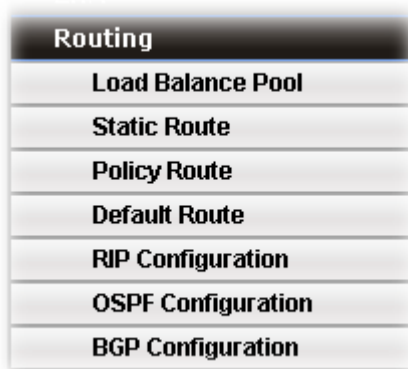 Routing
Load Balance Pool
Static Route
Policy Route
Default Route
RIP Configuration
OSPF Configuration
BGP Configuration